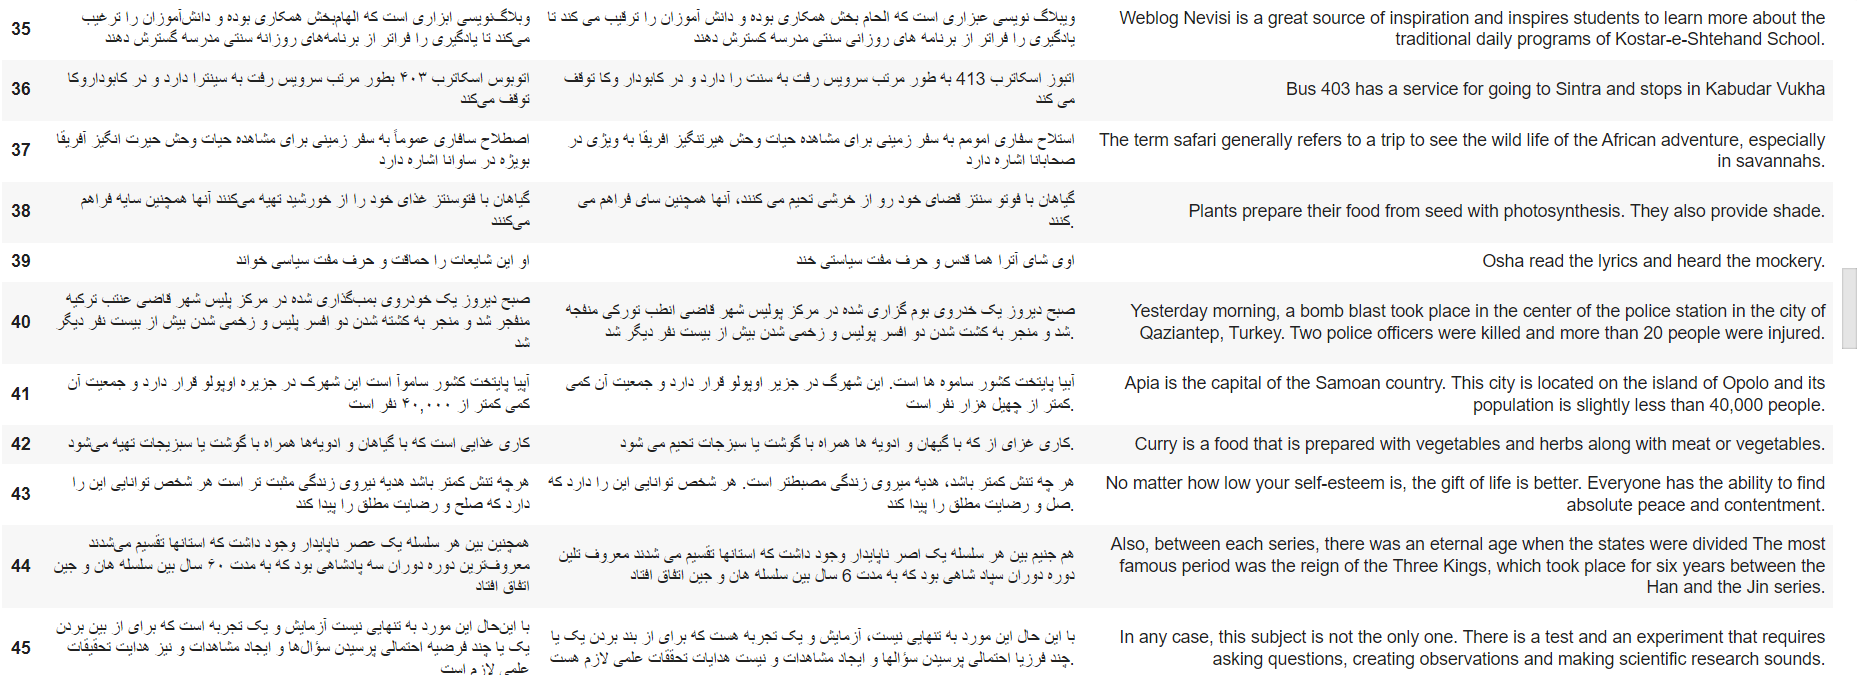 35
وبلاگ‌نویسی ابزاری است که الهام‌بخش همکاری بوده و دانش‌آموزان را ترغیب
می‌کند تا یادگیری را فراتر از برنامه‌های روزانه سنتی مدرسه گسترش دهند
ویبلاگ نویسی عبزاری است که الحام بخش همکاری بوده و دانش آموزان را ترقیب می کند تا
یادگیری را فراتر از برنامه های روزانی سنتی مدرسه کسترش دهند
Weblog Nevisi is a great source of inspiration and inspires students to learn more about the
traditional daily programs of Kostar-e-Shtehand School.
36
اتوبوس اسکاترب ۴۰۳ بطور مرتب سرویس رفت به سینترا دارد و در کابوداروکا
توقف می‌کند
اتبوز اسکاترب 413 به طور مرتب سرویس رفت به سنت را دارد و در کابودار وکا توقف
می کند
Bus 403 has a service for going to Sintra and stops in Kabudar Vukha
37
اصطلاح سافاری عموماً به سفر زمینی برای مشاهده حیات وحش حیرت انگیز آفریقا
بویژه در ساوانا اشاره دارد
استلاح سفاری امومم به سفر زمینی برای مشاهده حیات وحش هیرتنگیز افریقا به ویژی در
صحابانا اشاره دارد
The term safari generally refers to a trip to see the wild life of the African adventure, especially
in savannahs.
38
گیاهان با فتوسنتز غذای خود را از خورشید تهیه می‌کنند آنها همچنین سایه فراهم
می‌کنند
گیاهان با فوتو سنتز قضای خود رو از خرشی تحیم می کنند، آنها همچنین سای فراهم می
کنند.
Plants prepare their food from seed with photosynthesis. They also provide shade.
39
او این شایعات را حماقت و حرف مفت سیاسی خواند
اوی شای آترا هما قدس و حرف مفت سیاستی خند
Osha read the lyrics and heard the mockery.
40
صبح دیروز یک خودروی بمب‌گذاری شده در مرکز پلیس شهر قاضی عنتب ترکیه
منفجر شد و منجر به کشته شدن دو افسر پلیس و زخمی شدن بیش از بیست نفر دیگر
شد
صبح دیروز یک خدروی بوم گزاری شده در مرکز پولیس شهر قاضی انطب تورکی منفجه
شد و منجر به کشت شدن دو افسر پولیس و زخمی شدن بیش از بیست نفر دیگر شد.
Yesterday morning, a bomb blast took place in the center of the police station in the city of
Qaziantep, Turkey. Two police officers were killed and more than 20 people were injured.
41
آپیا پایتخت کشور ساموآ است این شهرک در جزیره اوپولو قرار دارد و جمعیت آن
کمی کمتر از ۴۰,۰۰۰ نفر است
آبیا پایتخت کشور ساموه ها است. این شهرگ در جزیر اوپولو قرار دارد و جمعیت آن کمی
کمتر از چهیل هزار نفر است.
Apia is the capital of the Samoan country. This city is located on the island of Opolo and its
population is slightly less than 40,000 people.
42
کاری غذایی است که با گیاهان و ادویه‌ها همراه با گوشت یا سبزیجات تهیه می‌شود
کاری غزای از که با گیهان و ادویه ها همراه با گوشت یا سبزجات تحیم می شود.
Curry is a food that is prepared with vegetables and herbs along with meat or vegetables.
43
هرچه تنش کمتر باشد هدیه نیروی زندگی مثبت تر است هر شخص توانایی این را
دارد که صلح و رضایت مطلق را پیدا کند
هر چه تنش کمتر باشد، هدیه میروی زندگی مصبطتر است. هر شخص توانایی این را دارد که
صل و رضایت مطلق را پیدا کند.
No matter how low your self-esteem is, the gift of life is better. Everyone has the ability to find
absolute peace and contentment.
44
همچنین بین هر سلسله یک عصر ناپایدار وجود داشت که استانها تقسیم می‌شدند
معروف‌ترین دوره دوران سه پادشاهی بود که به مدت ۶۰ سال بین سلسله هان و جین
اتفاق افتاد
هم جنیم بین هر سلسله یک اصر ناپایدار وجود داشت که استانها تقسیم می شدند معروف تلین
دوره دوران سپاد شاهی بود که به مدت 6 سال بین سلسله هان و جین اتفاق افتاد
Also, between each series, there was an eternal age when the states were divided The most
famous period was the reign of the Three Kings, which took place for six years between the
Han and the Jin series.
45
با این‌حال این مورد به تنهایی نیست آزمایش و یک تجربه است که برای از بین بردن
یک یا چند فرضیه احتمالی پرسیدن سؤال‌ها و ایجاد مشاهدات و نیز هدایت تحقیقات
علمی لازم است
با این حال این مورد به تنهایی نیست، آزمایش و یک تجربه هست که برای از بند بردن یک یا
چند فرزیا احتمالی پرسیدن سؤالها و ایجاد مشاهدات و نیست هدایات تحققات علمی لازم هست.
In any case, this subject is not the only one. There is a test and an experiment that requires
asking questions, creating observations and making scientific research sounds.